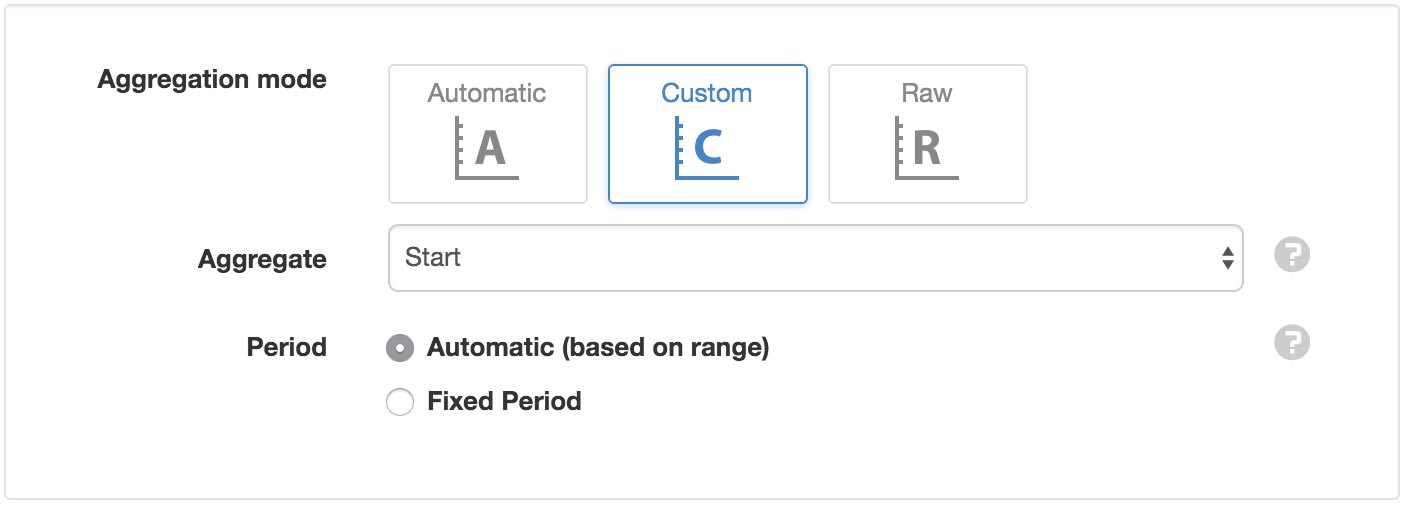 Aggregation mode
Automatic
Custom
Raw
A
C
R
Aggregate
Start
?
Period
Automatic (based on range)
?
Fixed Period